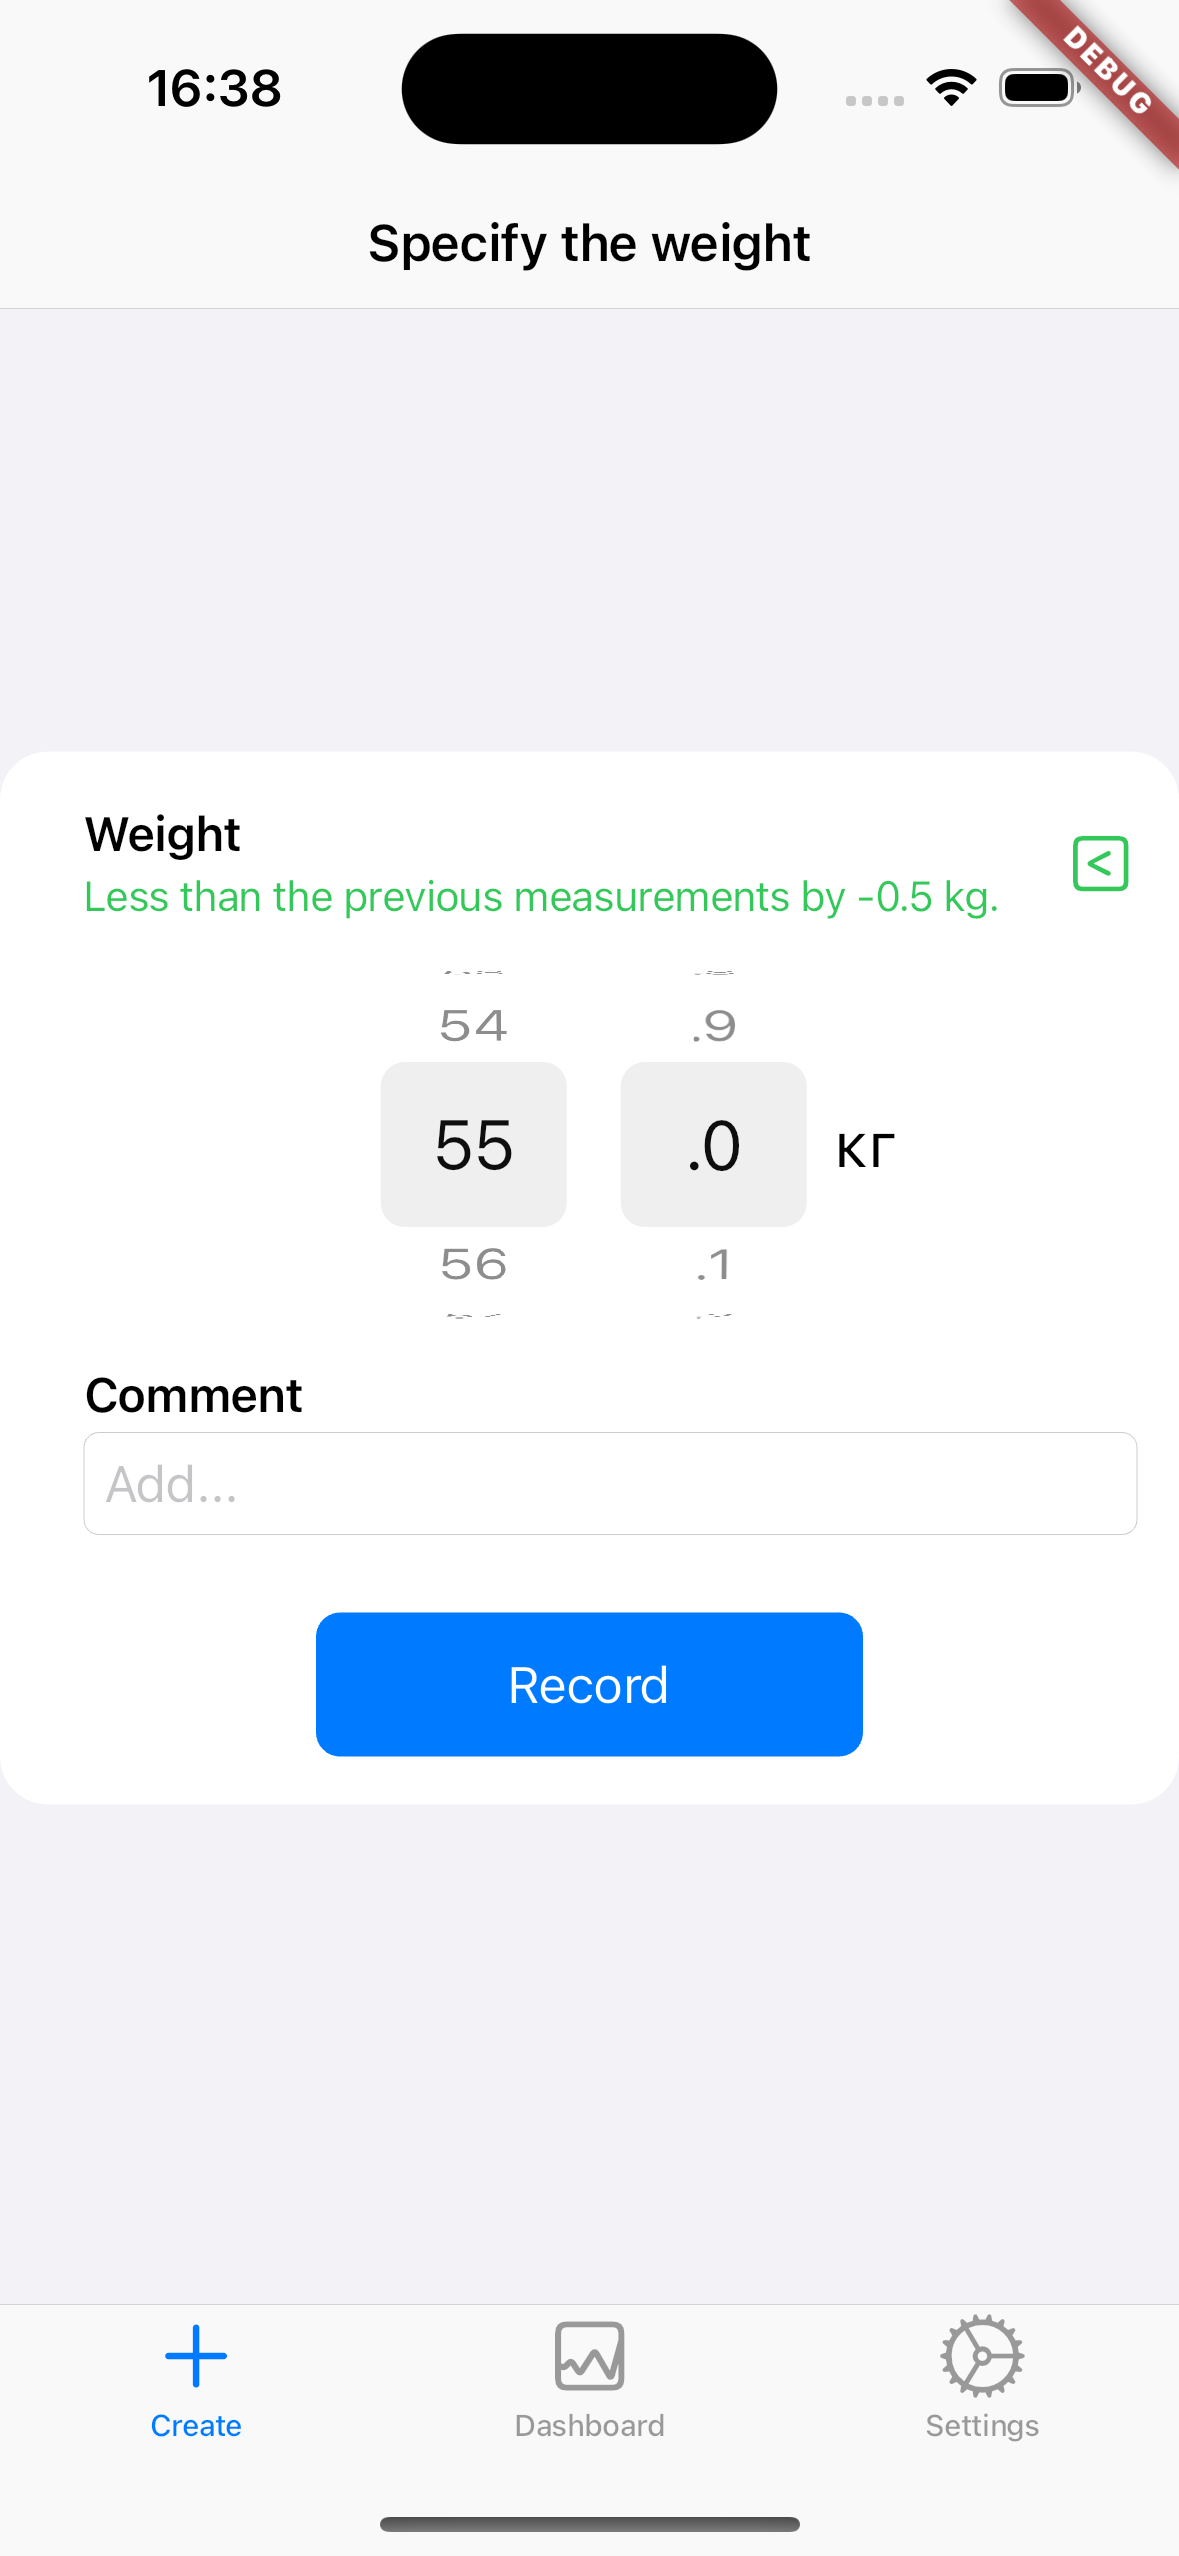 16:38
DEBUG
Specify the weight
Weight
Less than the previous measurements by -0.5 kg.
<
54 .9
55 .0 кг
56 .1
Comment
Add...
Record
Create Dashboard Settings